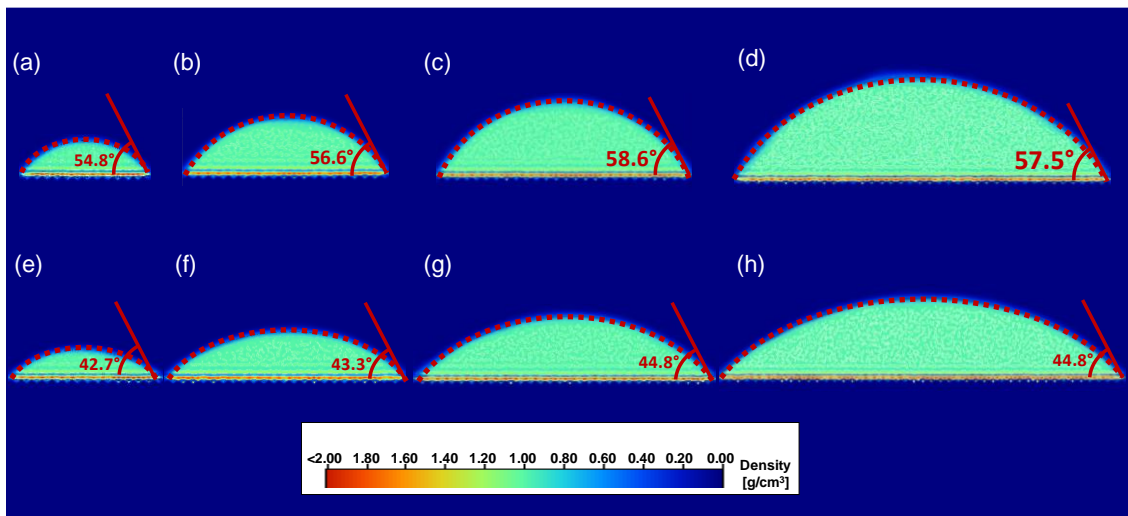 (a)
(b)
(c)
(d)
54.8°
56.6°
58.6°
57.5°
(e)
(f)
(g)
(h)
42.7°
43.3°
44.8°
44.8°
<2.00 1.80 1.60 1.40 1.20 1.00 0.80 0.60 0.40 0.20 0.00
Density
[g/cm³]